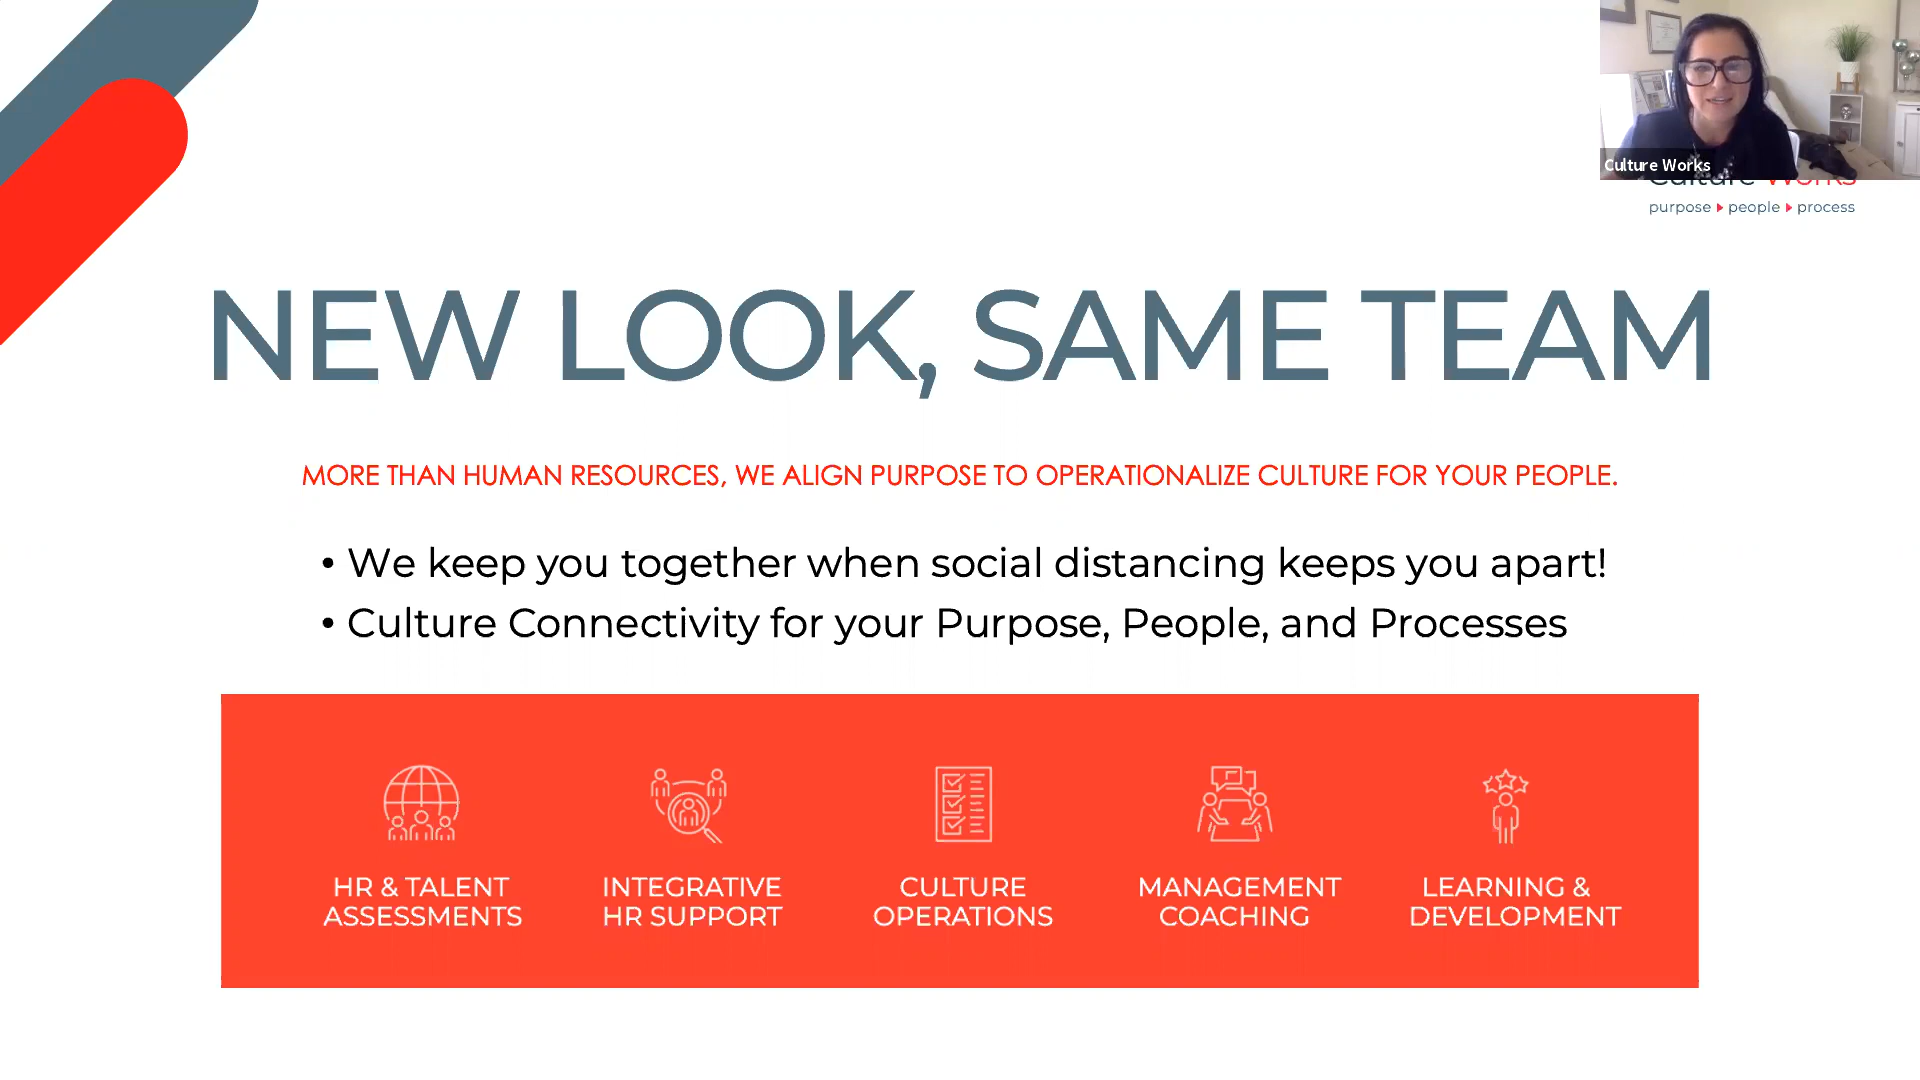 Culture Works
Culture Works
purpose people process
NEW LOOK, SAME TEAM
MORE THAN HUMAN RESOURCES, WE ALIGN PURPOSE TO OPERATIONALIZE CULTURE FOR YOUR PEOPLE.
• We keep you together when social distancing keeps you apart!
• Culture Connectivity for your Purpose, People, and Processes
HR & TALENT
ASSESSMENTS
INTEGRATIVE
HR SUPPORT
CULTURE
OPERATIONS
MANAGEMENT
COACHING
LEARNING &
DEVELOPMENT